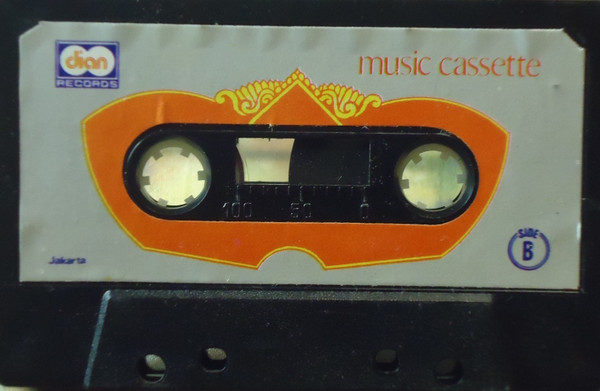 dian
RECORDS
music cassette
100 50 0
SIDE
B
Jakarta